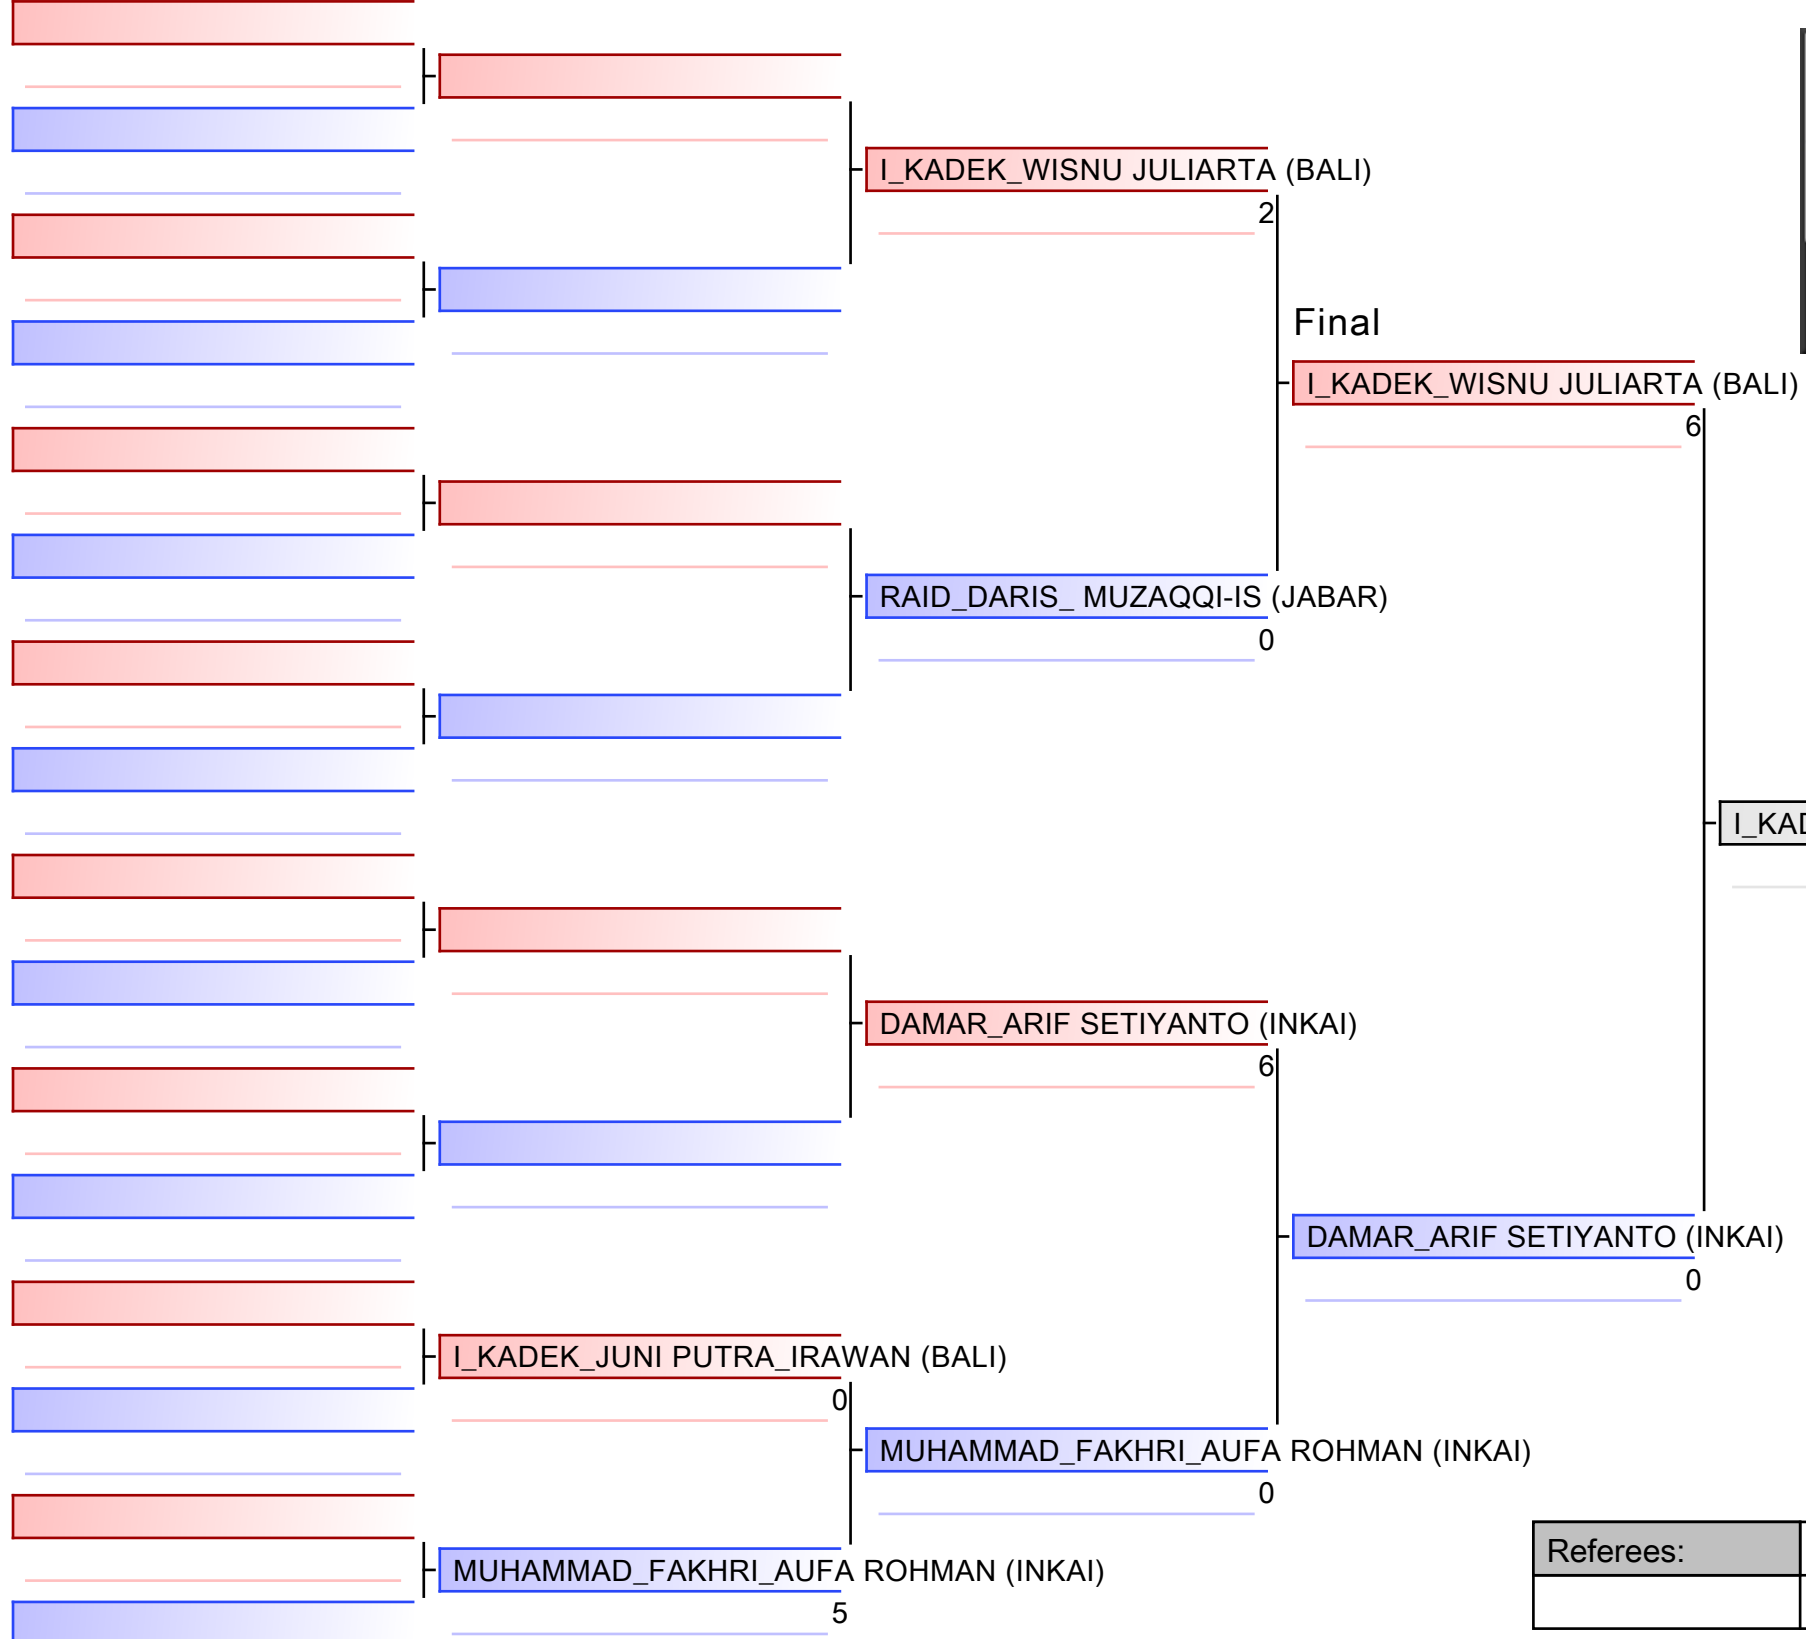 I_KADEK_WISNU JULIARTA (BALI)
2
Final
I_KADEK_WISNU JULIARTA (BALI)
6
RAID_DARIS_ MUZAQQI-IS (JABAR)
0
I_KAD
DAMAR_ARIF SETIYANTO (INKAI)
6
DAMAR_ARIF SETIYANTO (INKAI)
0
I_KADEK_JUNI PUTRA_IRAWAN (BALI)
0
MUHAMMAD_FAKHRI_AUFA ROHMAN (INKAI)
0
Referees:
MUHAMMAD_FAKHRI_AUFA ROHMAN (INKAI)
5